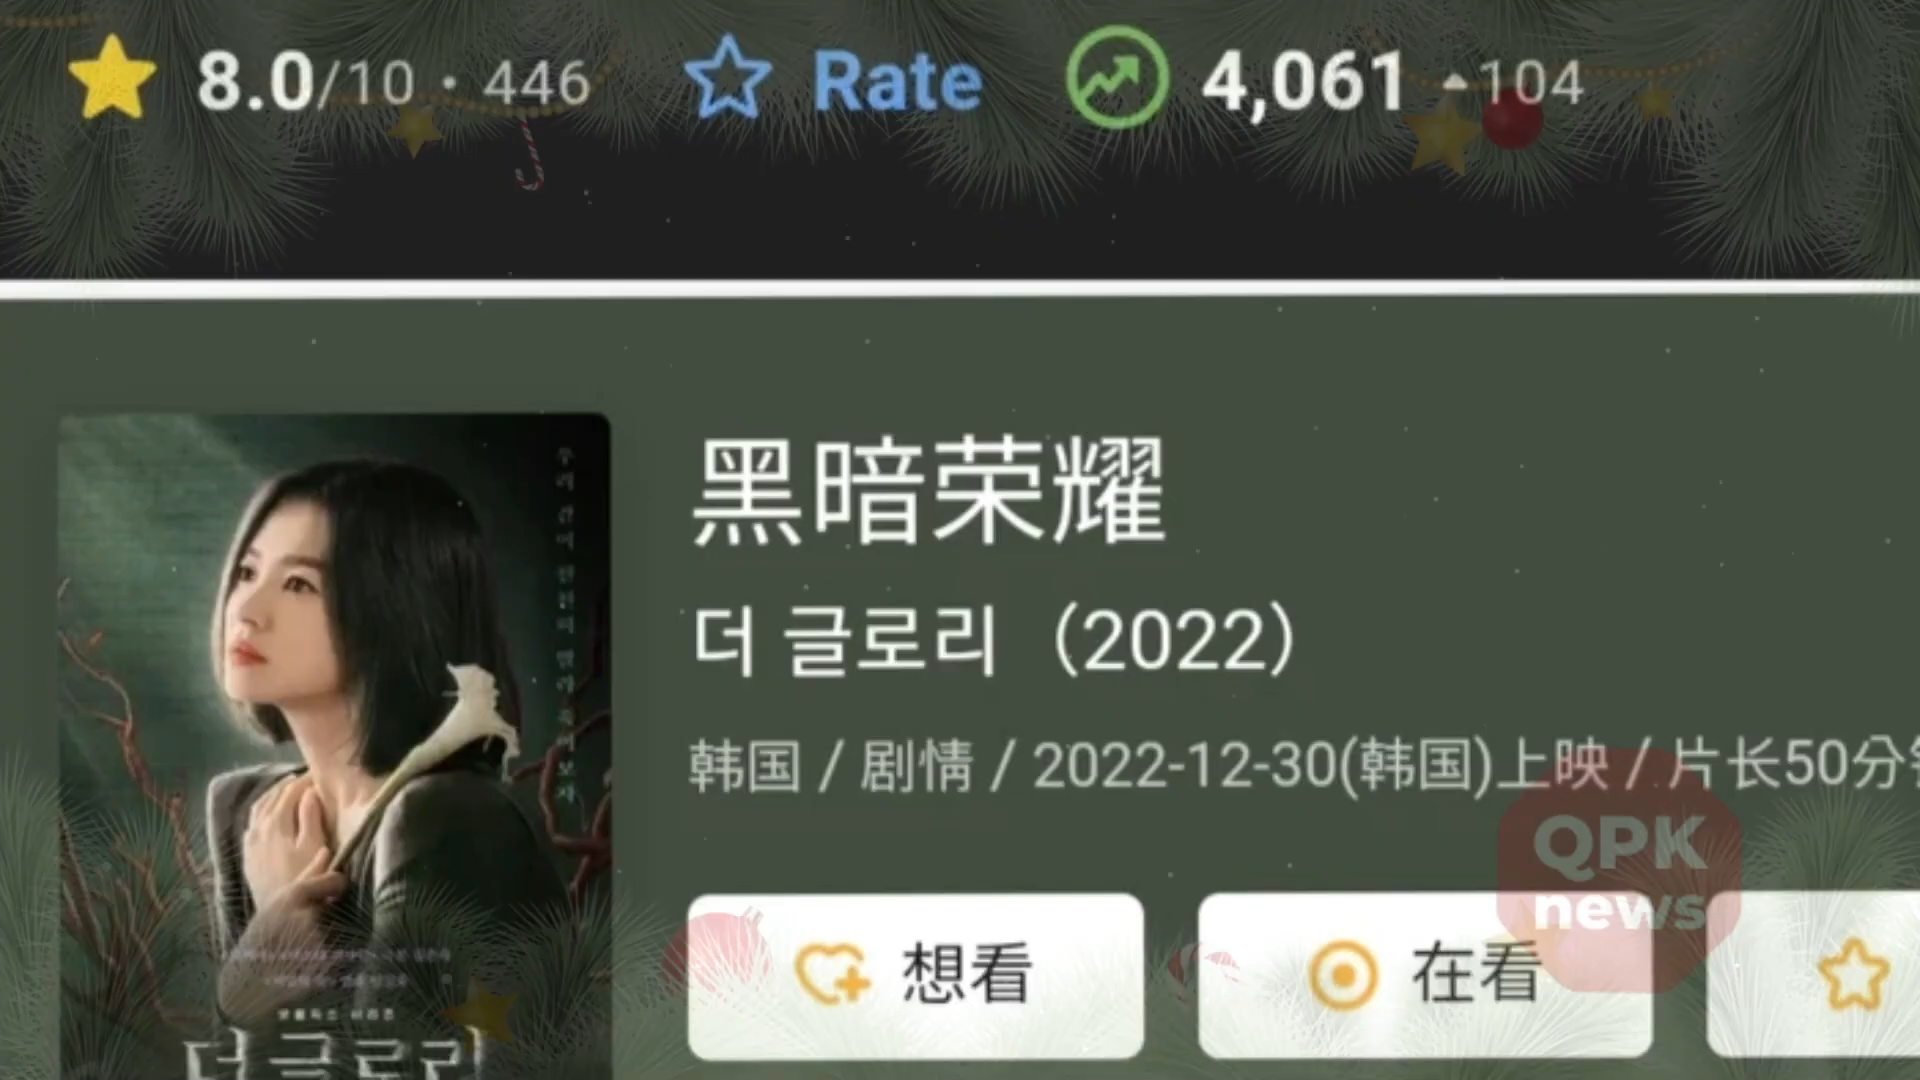 8.0/10 · 446 Rate 4,061 104
黑暗荣耀
더 글로리（2022）
韩国 / 剧情 / 2022-12-30(韩国)上映 / 片长50分
QPK
news
想看
在看
더 글로리